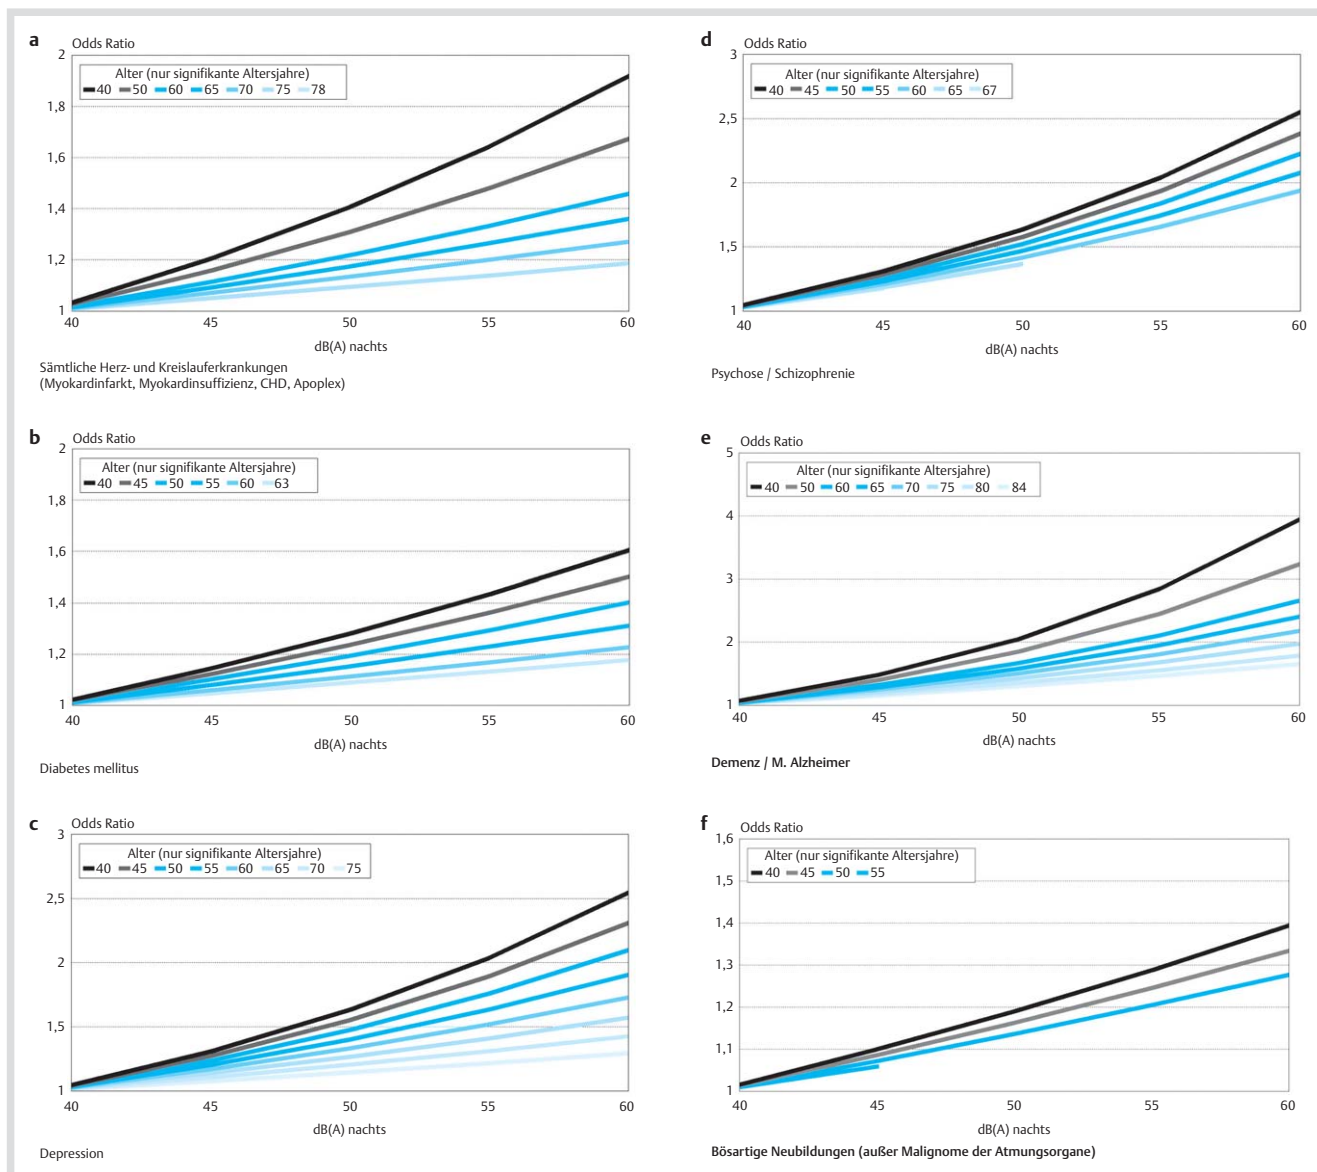 a
Odds Ratio
2
Alter (nur signifikante Altersjahre)
40 50 60 65 70 75 78
1,8
1,6
1,4
1,2
1
40 45 50 55 60
dB(A) nachts
Sämtliche Herz- und Kreislauferkrankungen
(Myokardinfarkt, Myokardinsuffizienz, CHD, Apoplex)
b
Odds Ratio
2
Alter (nur signifikante Altersjahre)
40 45 50 55 60 63
1,8
1,6
1,4
1,2
1
40 45 50 55 60
dB(A) nachts
Diabetes mellitus
c
Odds Ratio
3
Alter (nur signifikante Altersjahre)
40 45 50 55 60 65 70 75
2,5
2
1,5
1
40 45 50 55 60
dB(A) nachts
Depression
d
Odds Ratio
3
Alter (nur signifikante Altersjahre)
40 45 50 55 60 65 67
2,5
2
1,5
1
40 45 50 55 60
dB(A) nachts
Psychose / Schizophrenie
e
Odds Ratio
5
Alter (nur signifikante Altersjahre)
40 50 60 65 70 75 80 84
4
3
2
1
40 45 50 55 60
dB(A) nachts
Demenz / M. Alzheimer
f
Odds Ratio
1,6
Alter (nur signifikante Altersjahre)
40 45 50 55
1,5
1,4
1,3
1,2
1,1
1
40 45 50 55 60
dB(A) nachts
Bösartige Neubildungen (außer Malignome der Atmungsorgane)